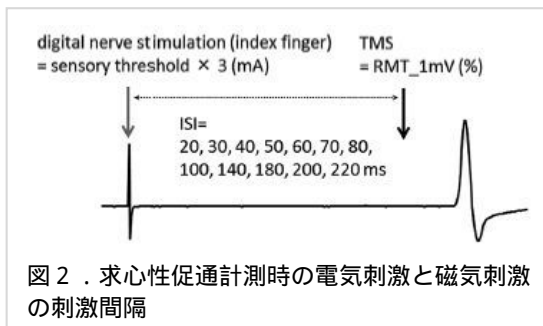 digital nerve stimulation (index finger)
= sensory threshold × 3 (mA)
TMS
= RMT_1mV (%)
ISI=
20, 30, 40, 50, 60, 70, 80,
100, 140, 180, 200, 220 ms
図２．求心性促通計測時の電気刺激と磁気刺激
の刺激間隔